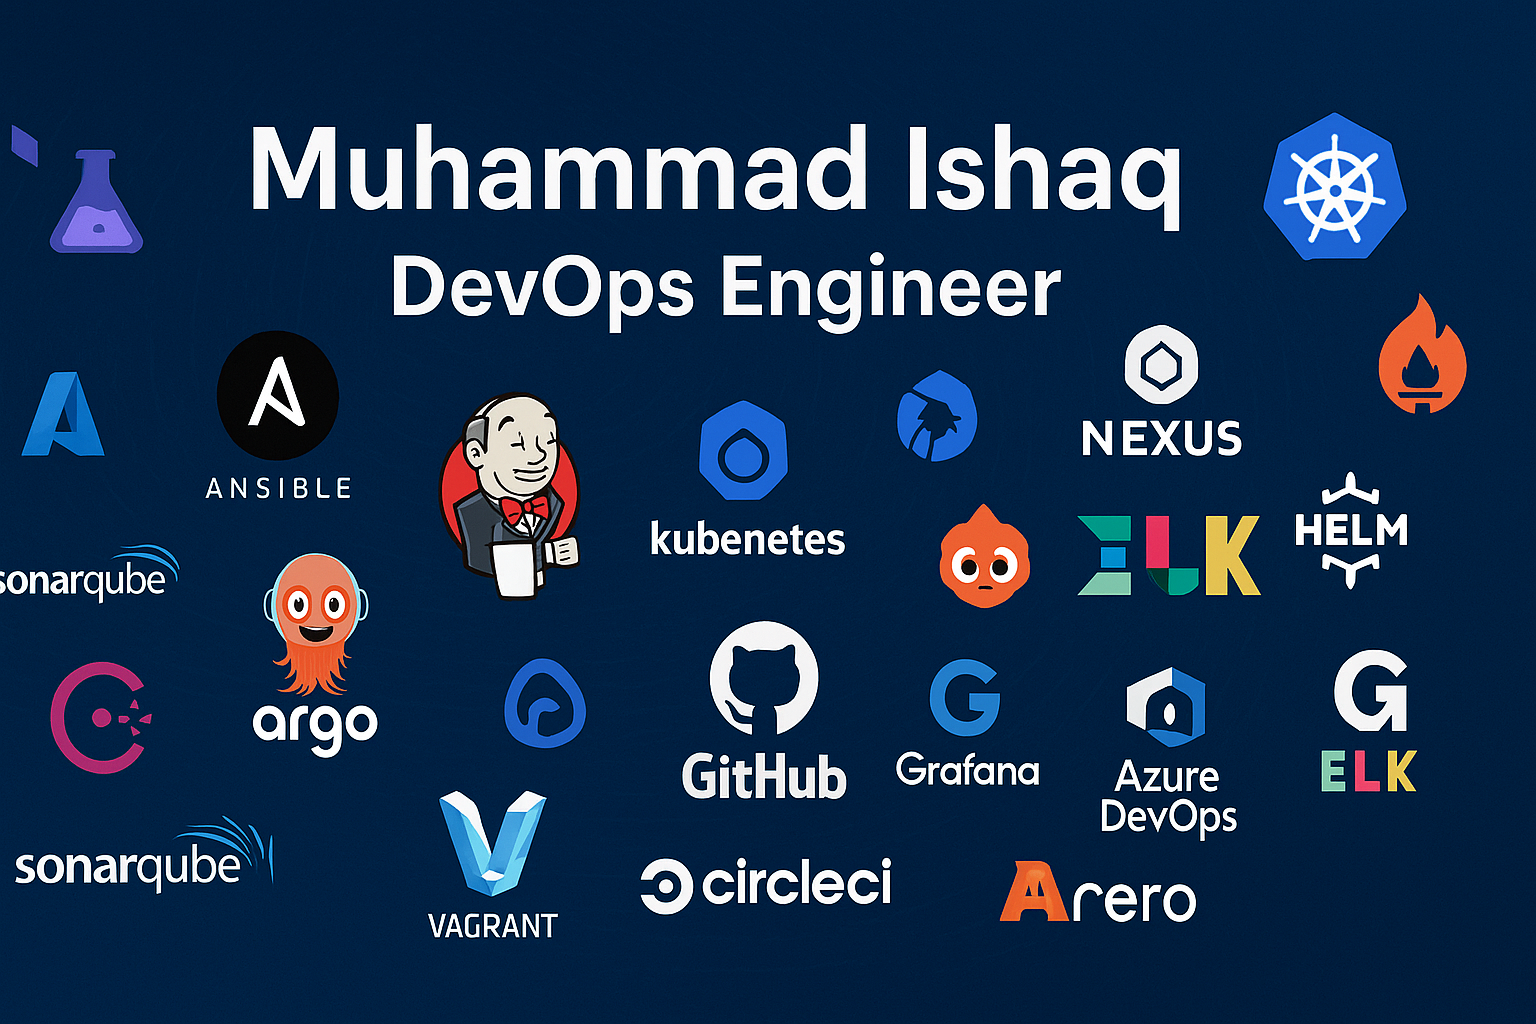 Muhammad Ishaq
DevOps Engineer
ANSIBLE
NEXUS
kubenetes
ELK
HELM
sonarqube
argo
GitHub
Grafana
Azure
DevOps
G
ELK
sonarqube
VAGRANT
circleci
Arero